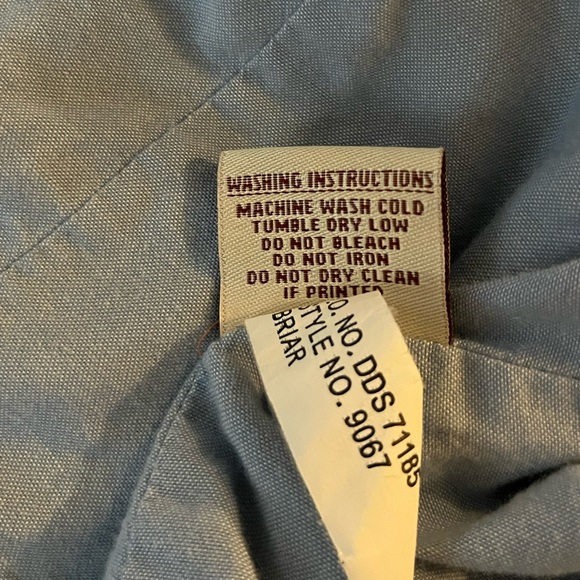 WASHING INSTRUCTIONS
MACHINE WASH COLD
TUMBLE DRY LOW
DO NOT BLEACH
DO NOT IRON
DO NOT DRY CLEAN
IF PRINTED
O. NO. DDS 71185
STYLE NO. 9067
BRIAR